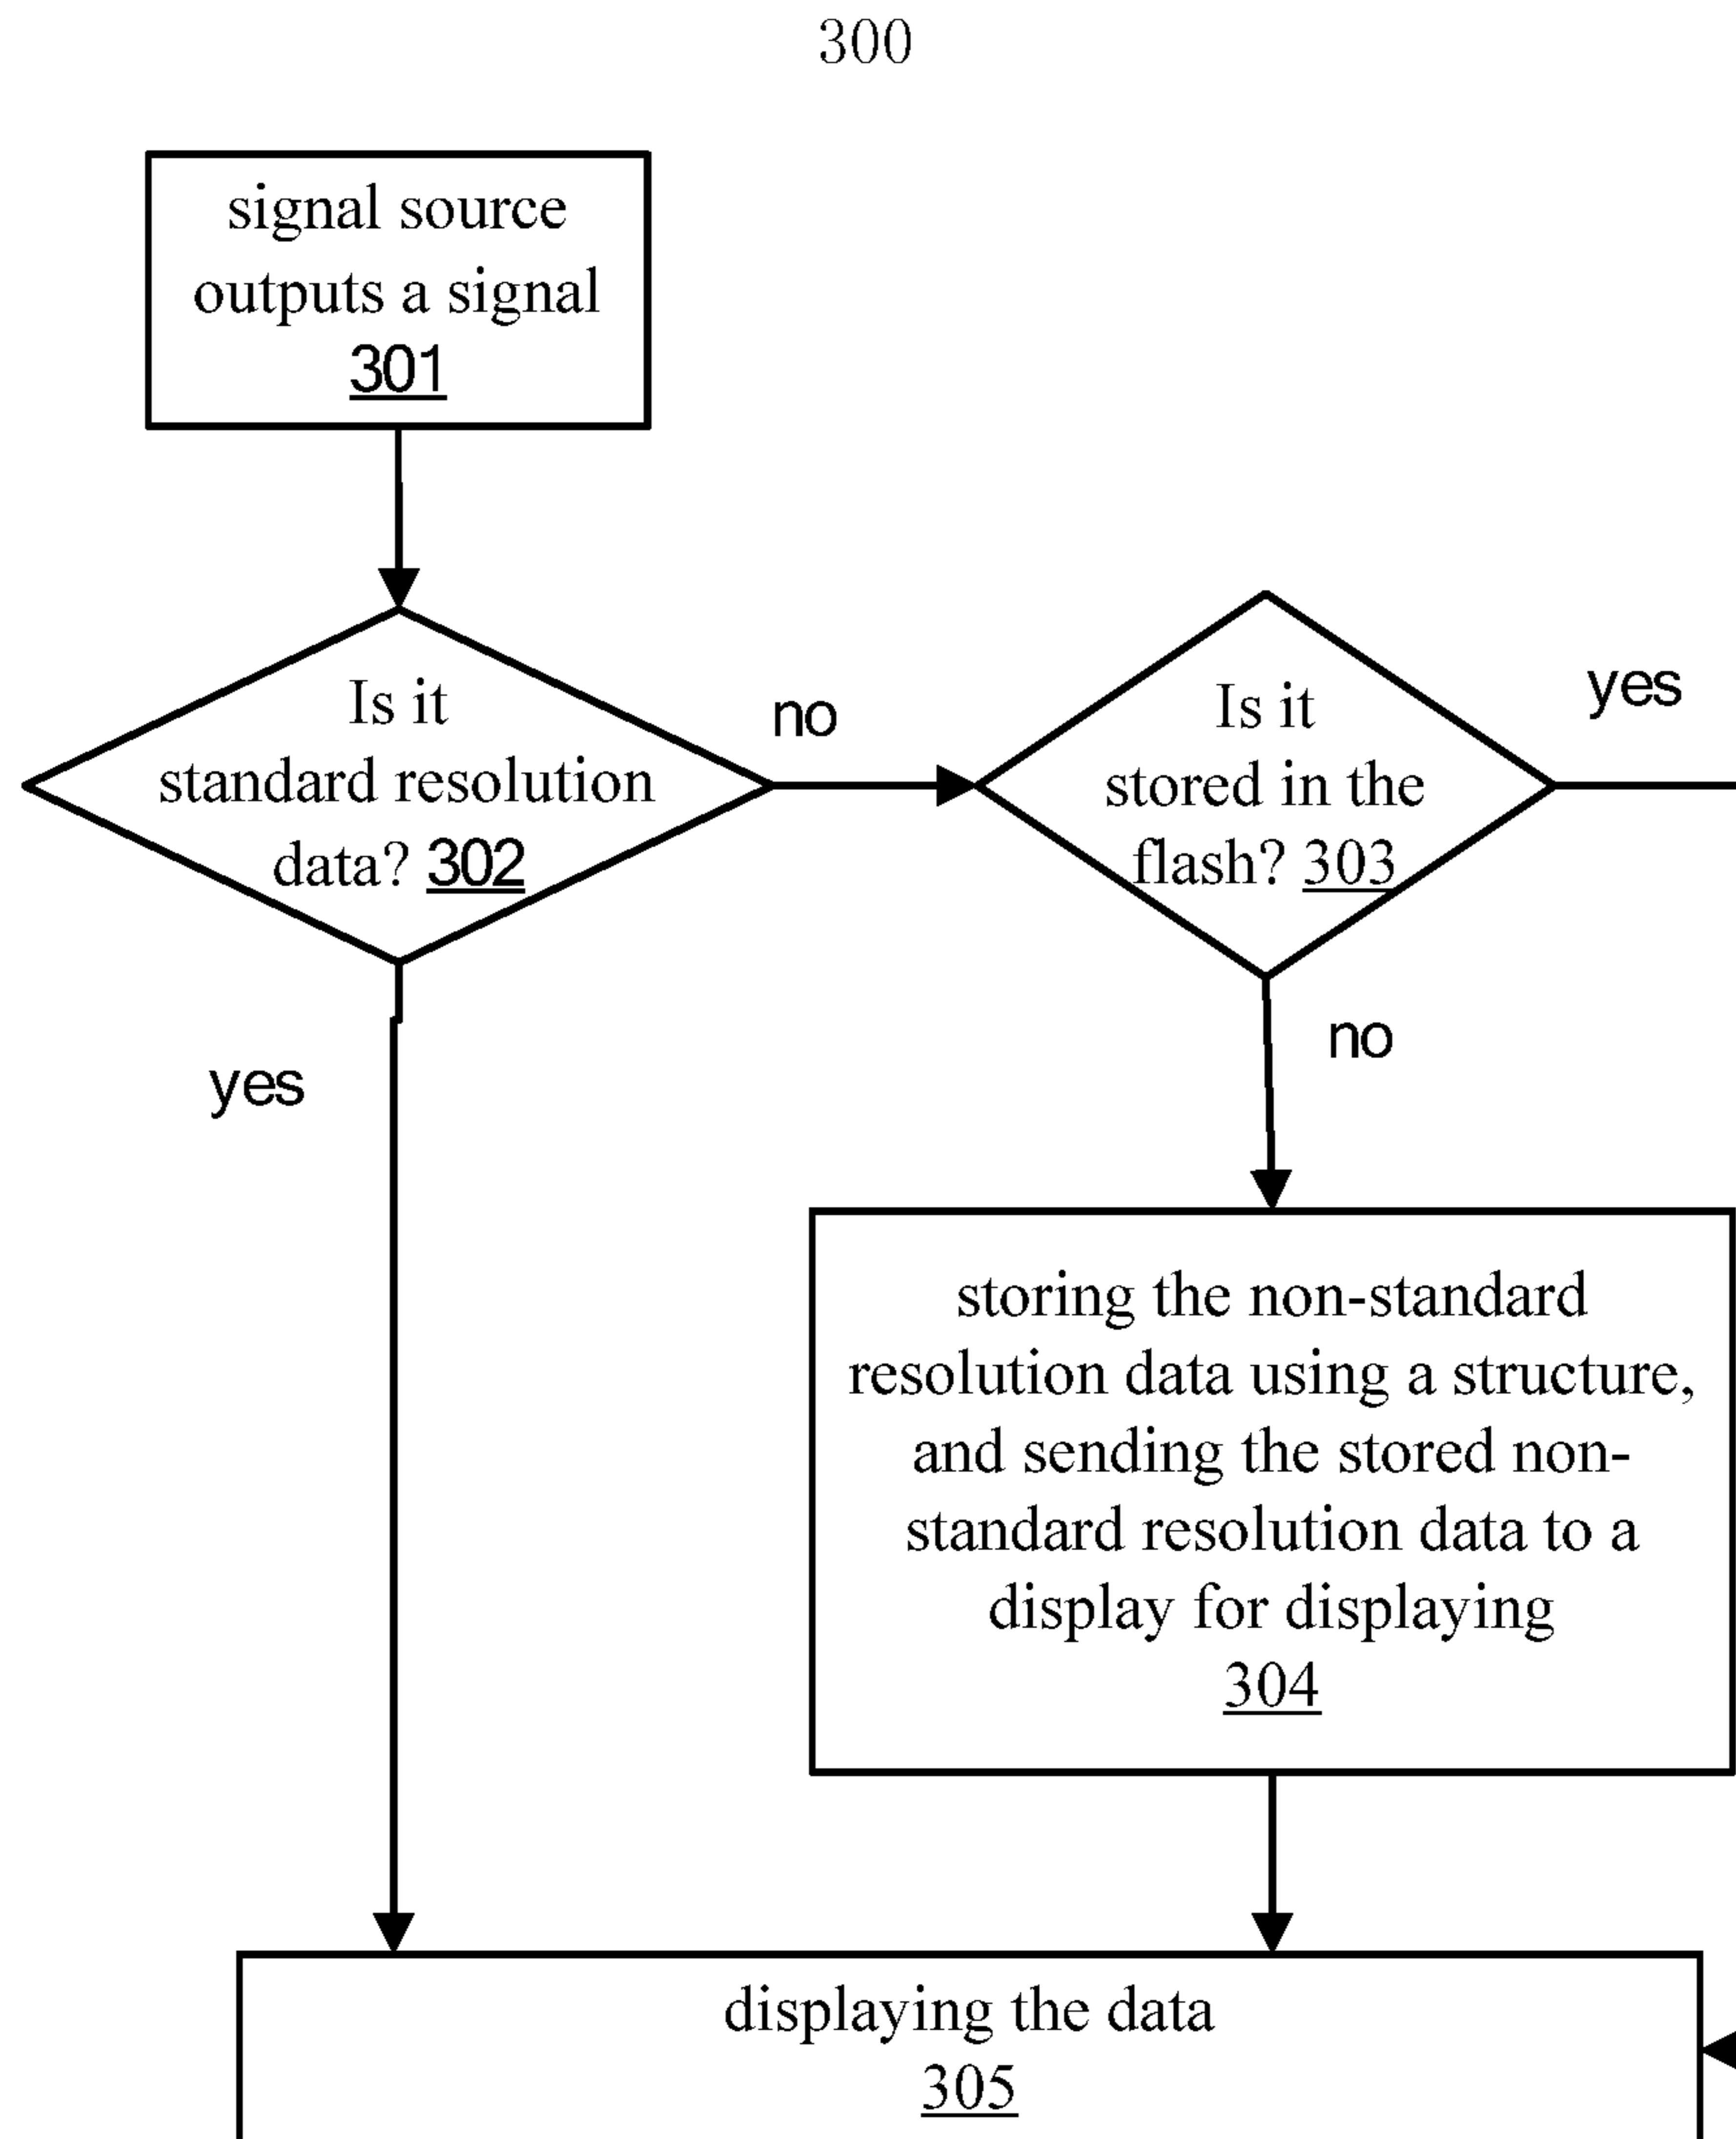 300
signal source
outputs a signal
301
Is it
standard resolution
data? 302
no
Is it
stored in the
flash? 303
yes
yes
no
storing the non-standard
resolution data using a structure,
and sending the stored non-
standard resolution data to a
display for displaying
304
displaying the data
305